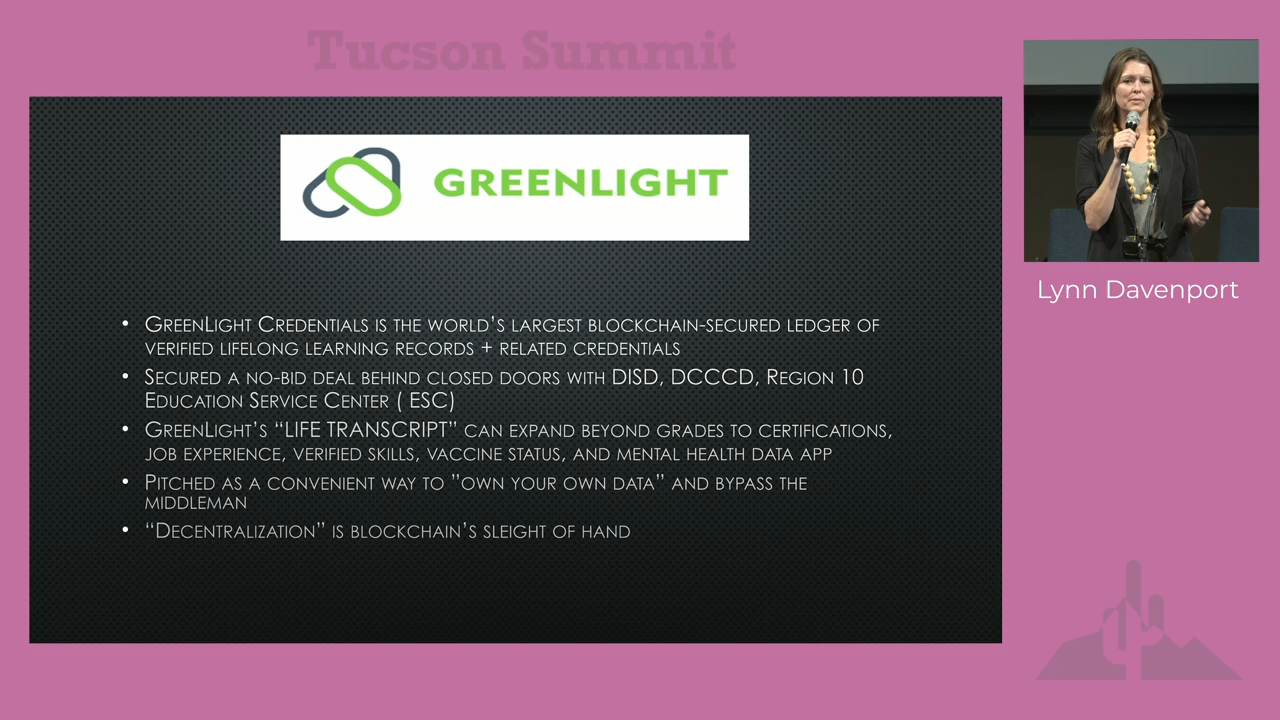 Tucson Summit
GREENLIGHT
Lynn Davenport
• GreenLight Credentials is the world's largest blockchain-secured ledger of
verified lifelong learning records + related credentials
• Secured a no-bid deal behind closed doors with DISD, DCCCD, Region 10
Education Service Center ( ESC)
• GreenLight's “LIFE TRANSCRIPT” can expand beyond grades to certifications,
job experience, verified skills, vaccine status, and mental health data app
• Pitched as a convenient way to ”own your own data” and bypass the
middleman
• “Decentralization” is blockchain's sleight of hand